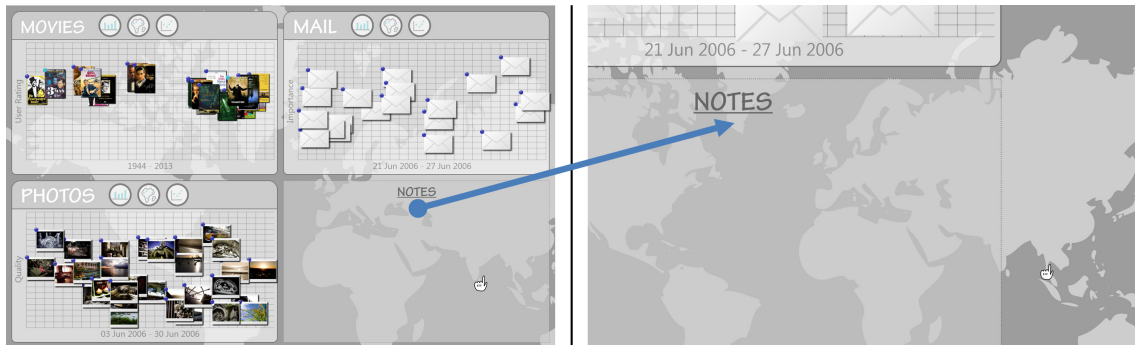 MOVIES
User Rating
1944 - 2013
MAIL
Importance
21 Jun 2006 - 27 Jun 2006
PHOTOS
Quality
03 Jun 2006 - 30 Jun 2006
NOTES
21 Jun 2006 - 27 Jun 2006
NOTES